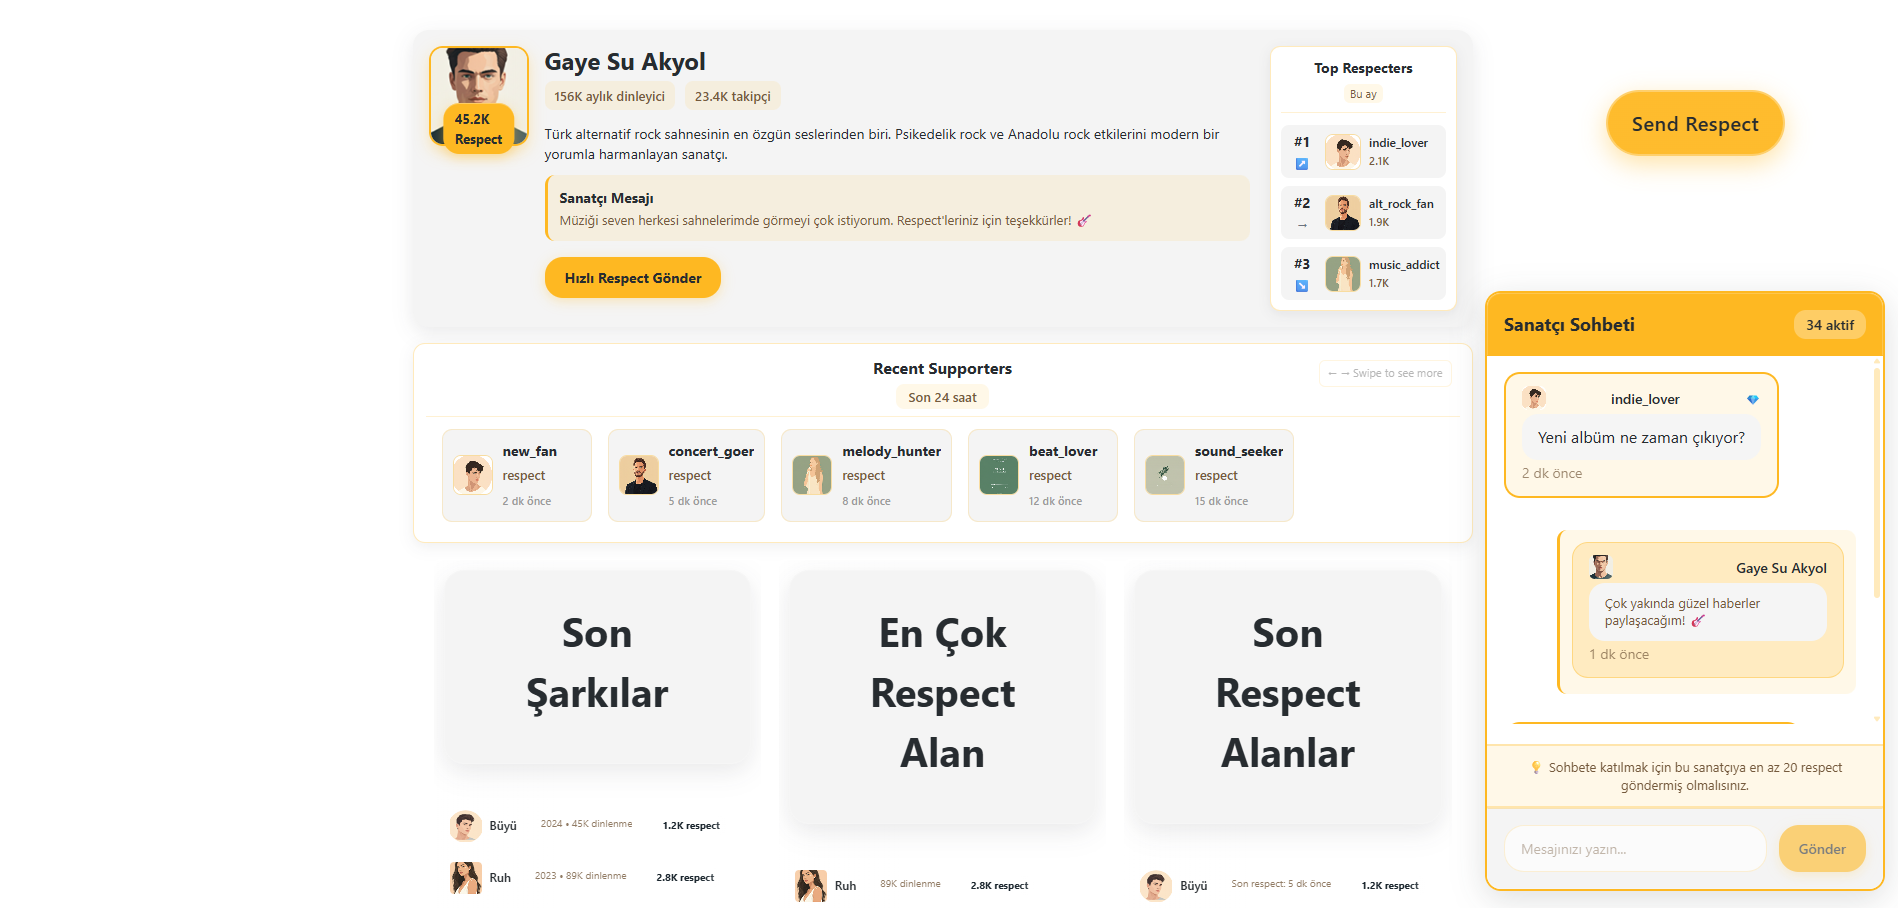 45.2K
Respect
Gaye Su Akyol
156K aylık dinleyici
23.4K takipçi
Türk alternatif rock sahnesinin en özgün seslerinden biri. Psikedelik rock ve Anadolu rock etkilerini modern bir
yorumla harmanlayan sanatçı.
Sanatçı Mesajı
Müziği seven herkesi sahnelerimde görmeyi çok istiyorum. Respect'leriniz için teşekkürler! 🎸
Hızlı Respect Gönder
Top Respecters
Bu ay
#1
indie_lover
2.1K
#2
→
alt_rock_fan
1.9K
#3
music_addict
1.7K
Send Respect
Recent Supporters
Son 24 saat
←→ Swipe to see more
new_fan
respect
2 dk önce
concert_goer
respect
5 dk önce
melody_hunter
respect
8 dk önce
beat_lover
respect
12 dk önce
sound_seeker
respect
15 dk önce
Son
Şarkılar
Büyü
2024 • 45K dinlenme
1.2K respect
Ruh
2023 • 89K dinlenme
2.8K respect
En Çok
Respect
Alan
Ruh
89K dinlenme
2.8K respect
Son
Respect
Alanlar
Büyü
Son respect: 5 dk önce
1.2K respect
Sanatçı Sohbeti
34 aktif
indie_lover
💎
Yeni albüm ne zaman çıkıyor?
2 dk önce
Gaye Su Akyol
Çok yakında güzel haberler
paylaşacağım! 🎸
1 dk önce
💡 Sohbete katılmak için bu sanatçıya en az 20 respect
göndermiş olmalısınız.
Mesajınızı yazın...
Gönder